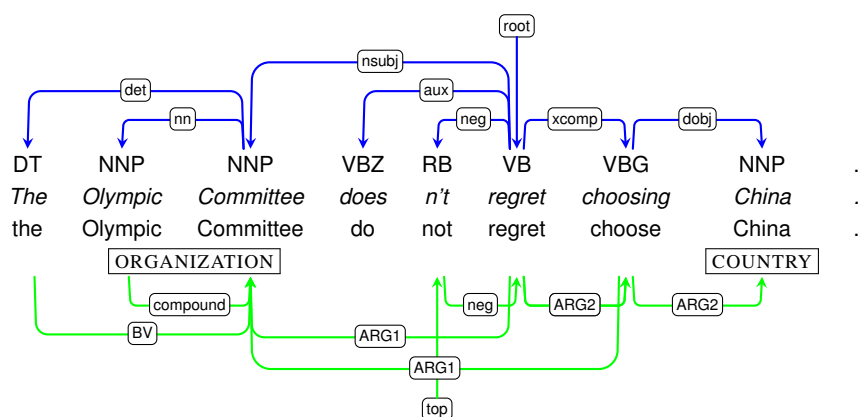 root
nsubj
det aux
nn neg xcomp dobj
DT NNP NNP VBZ RB VB VBG NNP .
The Olympic Committee does n't regret choosing China .
the Olympic Committee do not regret choose China .
ORGANIZATION COUNTRY
compound neg ARG2 ARG2
BV ARG1
ARG1
top